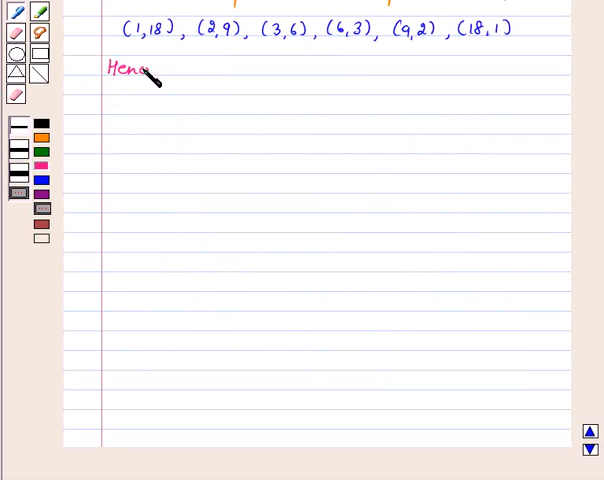 (1,18), (2,9), (3,6), (6,3), (9,2), (18,1)
Henc